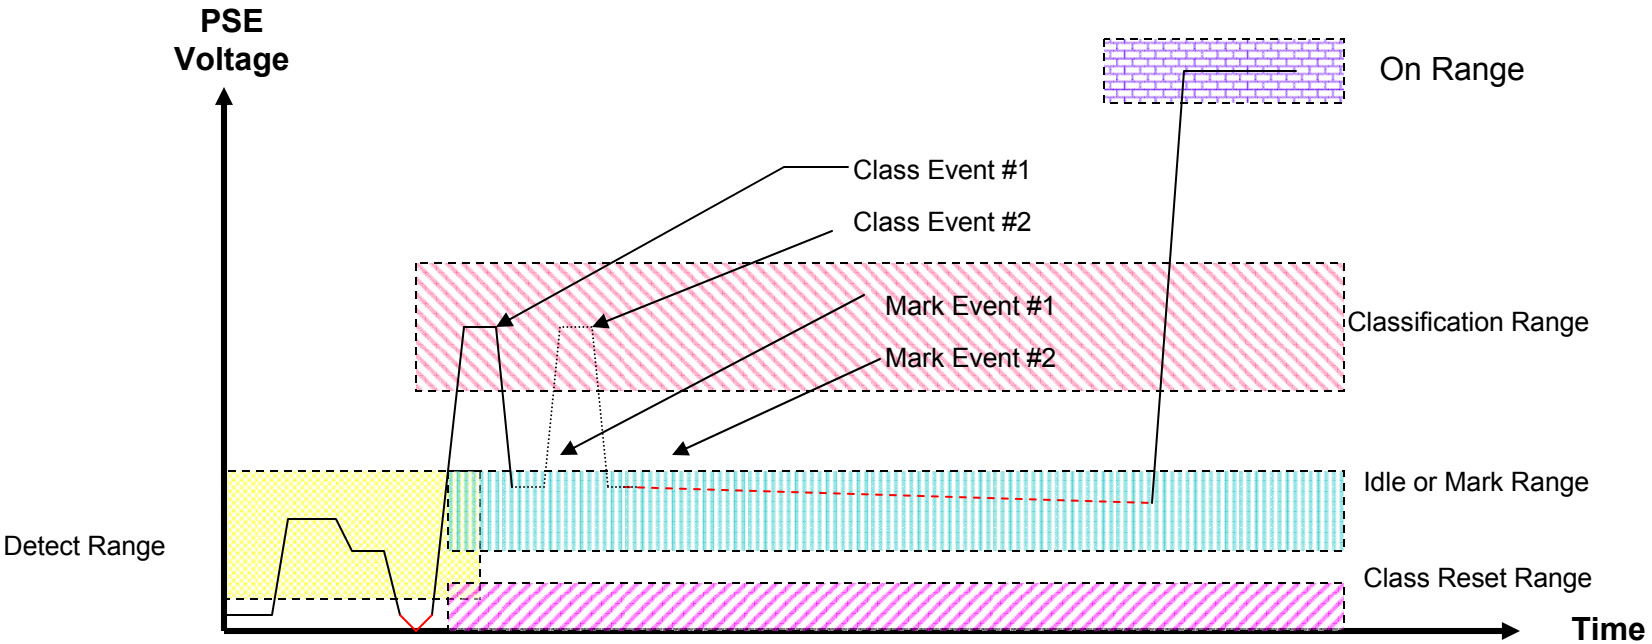 PSE
Voltage
On Range
Class Event #1
Class Event #2
Mark Event #1
Classification Range
Mark Event #2
Idle or Mark Range
Detect Range
Class Reset Range
Time